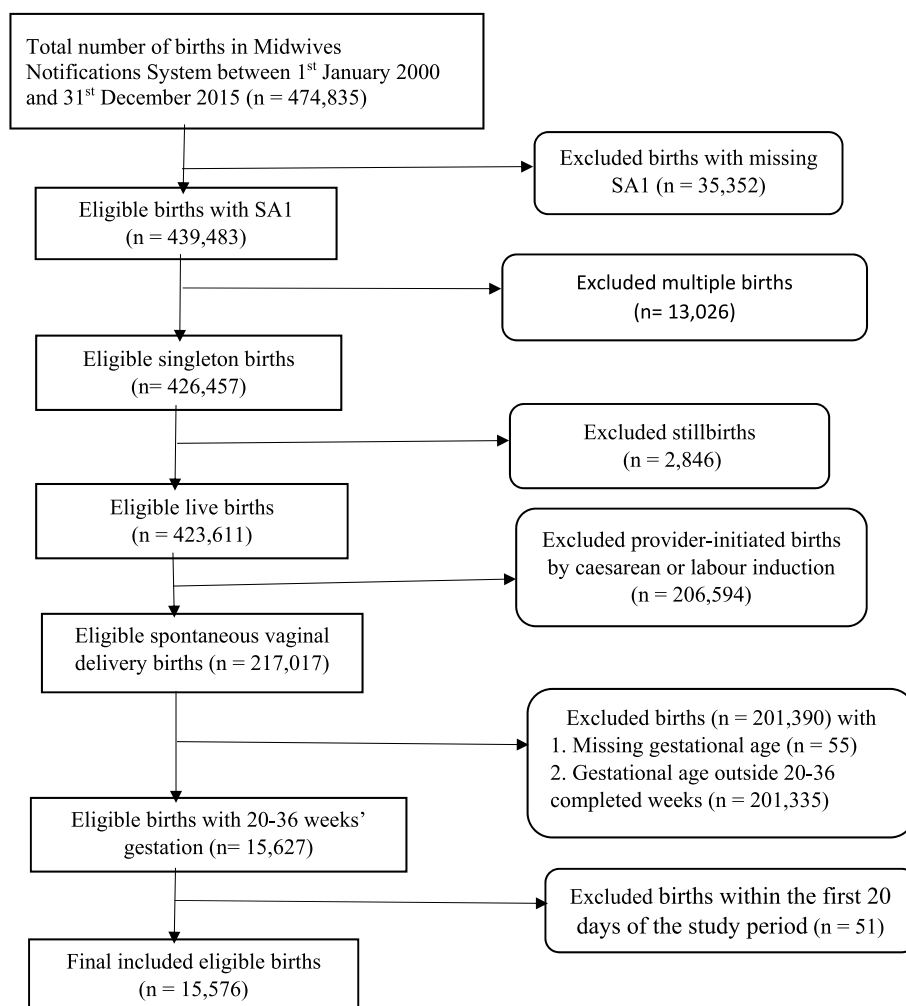 Total number of births in Midwives
Notifications System between 1st January 2000
and 31st December 2015 (n = 474,835)
Excluded births with missing
SA1 (n = 35,352)
Eligible births with SA1
(n = 439,483)
Excluded multiple births
(n= 13,026)
Eligible singleton births
(n= 426,457)
Excluded stillbirths
(n = 2,846)
Eligible live births
(n = 423,611)
Excluded provider-initiated births
by caesarean or labour induction
(n = 206,594)
Eligible spontaneous vaginal
delivery births (n = 217,017)
Excluded births (n = 201,390) with
1. Missing gestational age (n = 55)
2. Gestational age outside 20-36
completed weeks (n = 201,335)
Eligible births with 20-36 weeks’
gestation (n= 15,627)
Excluded births within the first 20
days of the study period (n = 51)
Final included eligible births
(n = 15,576)